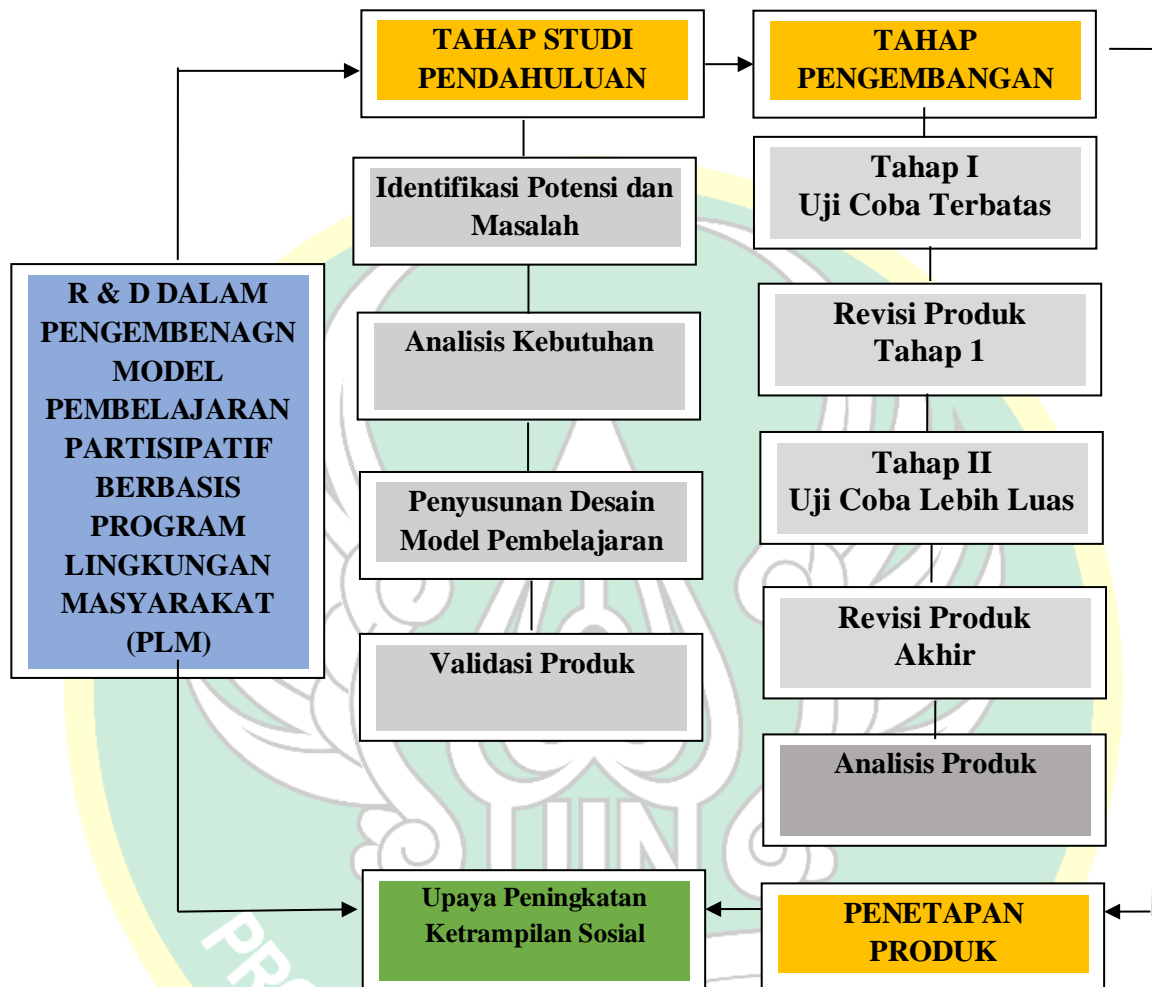 TAHAP STUDI
PENDAHULUAN
Identifikasi Potensi dan
Masalah
Analisis Kebutuhan
Penyusunan Desain
Model Pembelajaran
Validasi Produk
TAHAP
PENGEMBANGAN
Tahap I
Uji Coba Terbatas
Revisi Produk
Tahap 1
Tahap II
Uji Coba Lebih Luas
Revisi Produk
Akhir
Analisis Produk
R & D DALAM
PENGEMBENAGN
MODEL
PEMBELAJARAN
PARTISIPATIF
BERBASIS
PROGRAM
LINGKUNGAN
MASYARAKAT
(PLM)
Upaya Peningkatan
Ketrampilan Sosial
PENETAPAN
PRODUK